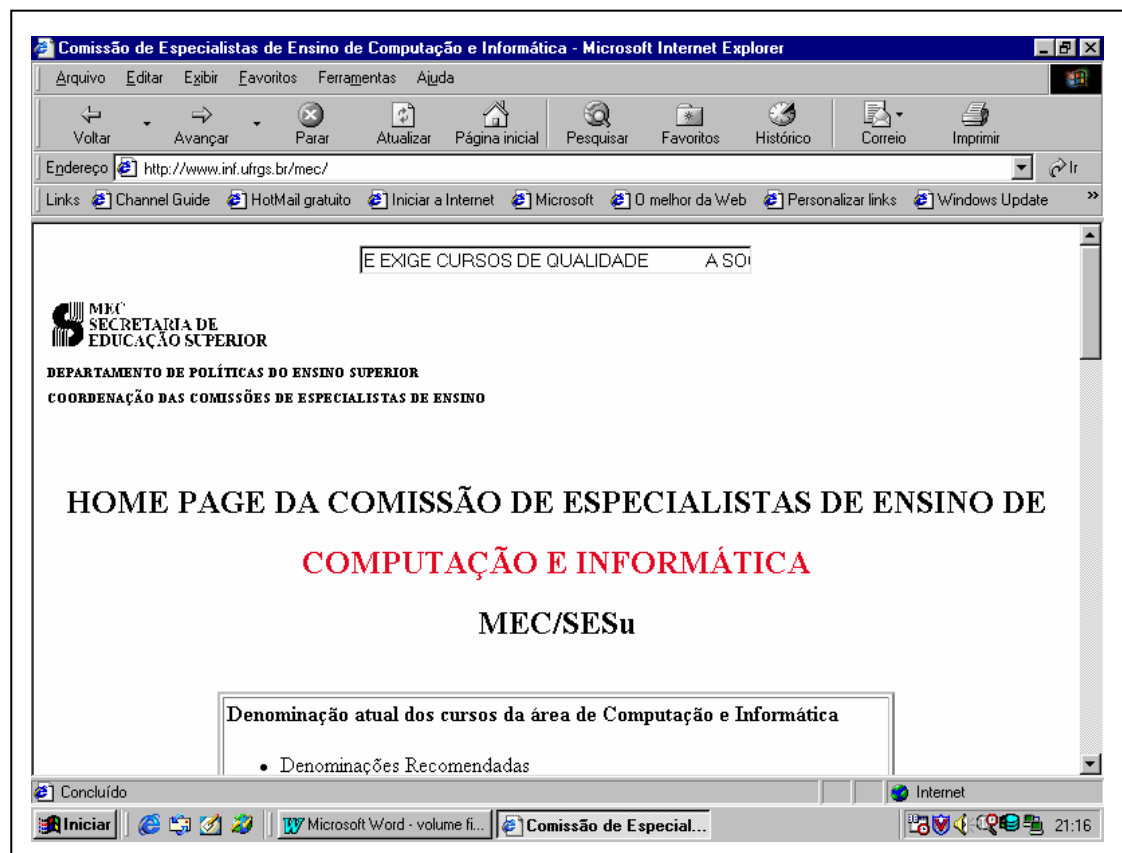 Comissão de Especialistas de Ensino de Computação e Informática - Microsoft Internet Explorer
Arquivo Editar Exibir Favoritos Ferramentas Ajuda
Voltar Avançar Parar Atualizar Página inicial Pesquisar Favoritos Histórico Correio Imprimir
Endereço http://www.inf.ufrgs.br/mec/ Ir
Links Channel Guide HotMail gratuito Iniciar a Internet Microsoft O melhor da Web Personalizar links Windows Update »
E EXIGE CURSOS DE QUALIDADE A SO
MEC
SECRETARIA DE
EDUCAÇÃO SUPERIOR
DEPARTAMENTO DE POLÍTICAS DO ENSINO SUPERIOR
COORDENAÇÃO DAS COMISSÕES DE ESPECIALISTAS DE ENSINO
HOME PAGE DA COMISSÃO DE ESPECIALISTAS DE ENSINO DE
COMPUTAÇÃO E INFORMÁTICA
MEC/SESu
Denominação atual dos cursos da área de Computação e Informática
• Denominações Recomendadas
Concluído Internet
Iniciar Microsoft Word - volume fi... Comissão de Especial... 21:16